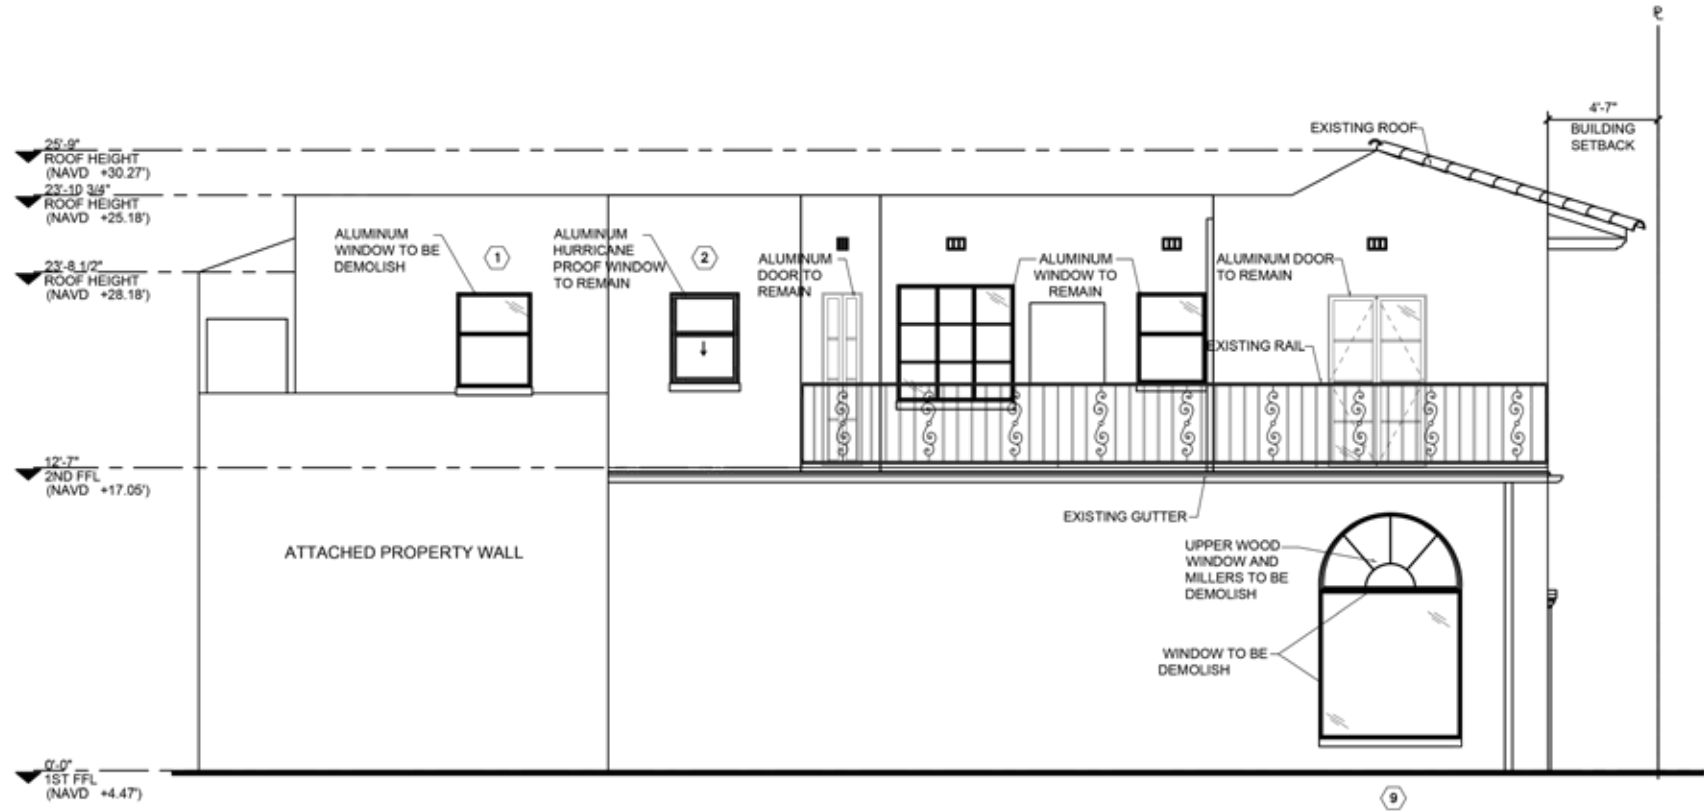 ℄
4'-7"
BUILDING
SETBACK
EXISTING ROOF
25'-9"
ROOF HEIGHT
(NAVD +30.27')
23'-10 3/4"
ROOF HEIGHT
(NAVD +25.18')
23'-8 1/2"
ROOF HEIGHT
(NAVD +28.18')
ALUMINUM
WINDOW TO BE
DEMOLISH
1
ALUMINUM
HURRICANE
PROOF WINDOW
TO REMAIN
2
ALUMINUM
DOOR TO
REMAIN
ALUMINUM
WINDOW TO
REMAIN
ALUMINUM DOOR
TO REMAIN
EXISTING RAIL
12'-7"
2ND FFL
(NAVD +17.05')
EXISTING GUTTER
ATTACHED PROPERTY WALL
UPPER WOOD
WINDOW AND
MILLERS TO BE
DEMOLISH
WINDOW TO BE
DEMOLISH
0'-0"
1ST FFL
(NAVD +4.47')
9